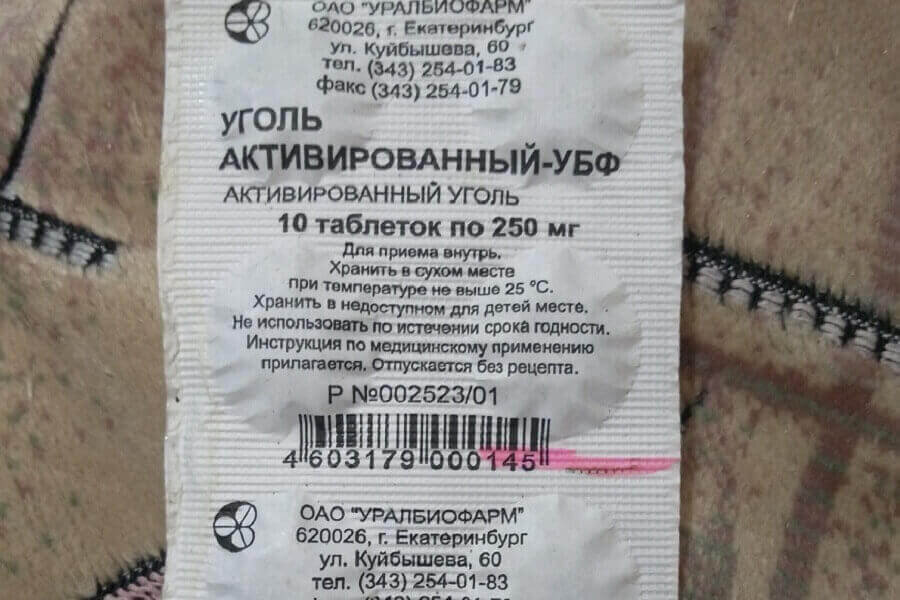 ОАО "УРАЛБИОФАРМ"
620026, г. Екатеринбург
ул. Куйбышева, 60
тел. (343) 254-01-83
факс (343) 254-01-79
УГОЛЬ
АКТИВИРОВАННЫЙ-УБФ
АКТИВИРОВАННЫЙ УГОЛЬ
10 таблеток по 250 мг
Для приема внутрь.
Хранить в сухом месте
при температуре не выше 25 °C.
Хранить в недоступном для детей месте.
Не использовать по истечении срока годности.
Инструкция по медицинскому применению
прилагается. Отпускается без рецепта.
Р №002523/01
4 603179 000145
ОАО "УРАЛБИОФАРМ"
620026, г. Екатеринбург
ул. Куйбышева, 60
тел. (343) 254-01-83